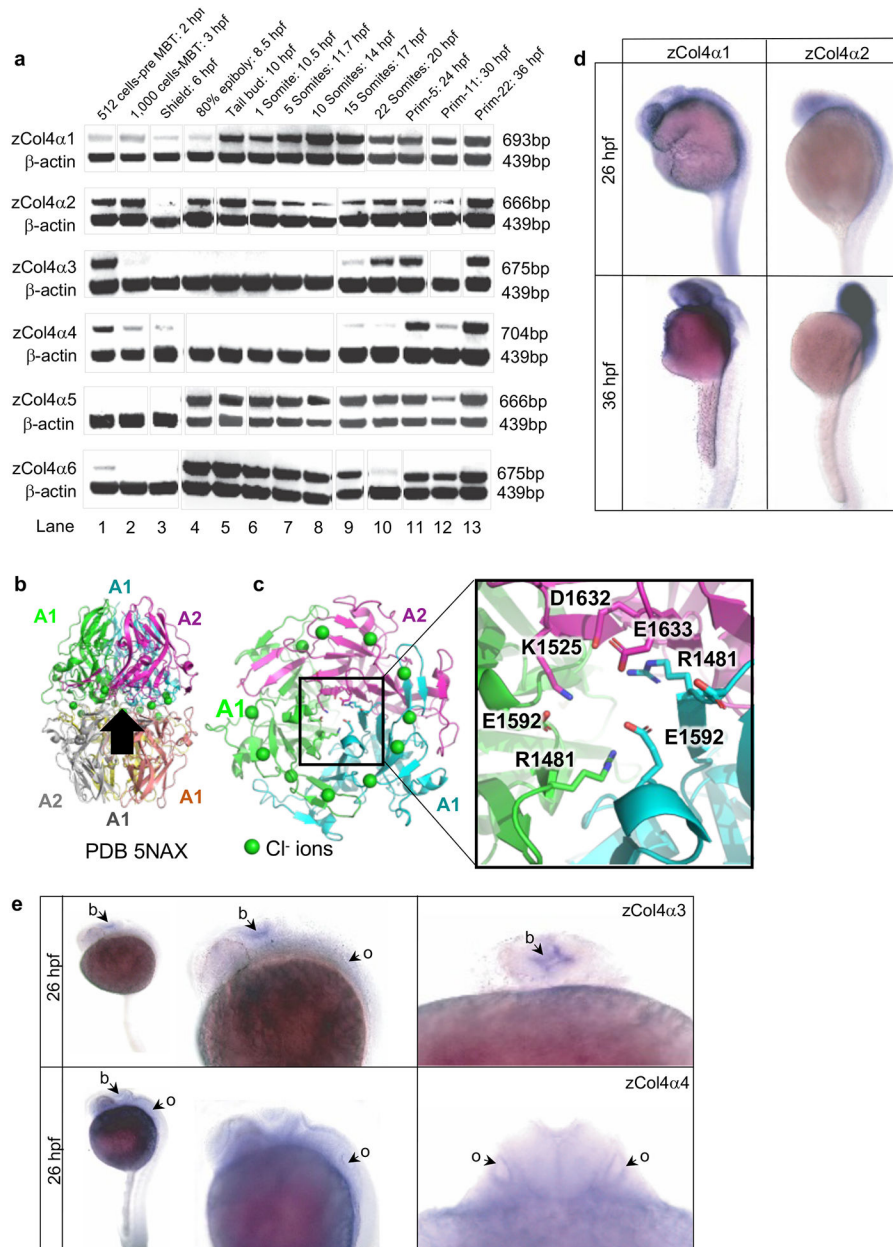 a
512 cells-pre MBT: 2 hpf
1,000 cells-MBT: 3 hpf
Shield: 6 hpf
80% epiboly: 8.5 hpf
Tail bud: 10 hpf
1 Somite: 10.5 hpf
5 Somites: 11.7 hpf
10 Somites: 14 hpf
15 Somites: 17 hpf
22 Somites: 20 hpf
Prim-5: 24 hpf
Prim-11: 30 hpf
Prim-22: 36 hpf
zCol4α1 693bp
β-actin 439bp
zCol4α2 666bp
β-actin 439bp
zCol4α3 675bp
β-actin 439bp
zCol4α4 704bp
β-actin 439bp
zCol4α5 666bp
β-actin 439bp
zCol4α6 675bp
β-actin 439bp
Lane 1 2 3 4 5 6 7 8 9 10 11 12 13
d
zCol4α1 zCol4α2
26 hpf
36 hpf
b
A1
A1
A2
A2
A1
A1
PDB 5NAX
c
A2
A1
A1
Cl- ions
D1632
E1633
K1525
R1481
E1592
E1592
R1481
e
26 hpf
b
b
o
zCol4α3
b
26 hpf
b
o
o
zCol4α4
o
o